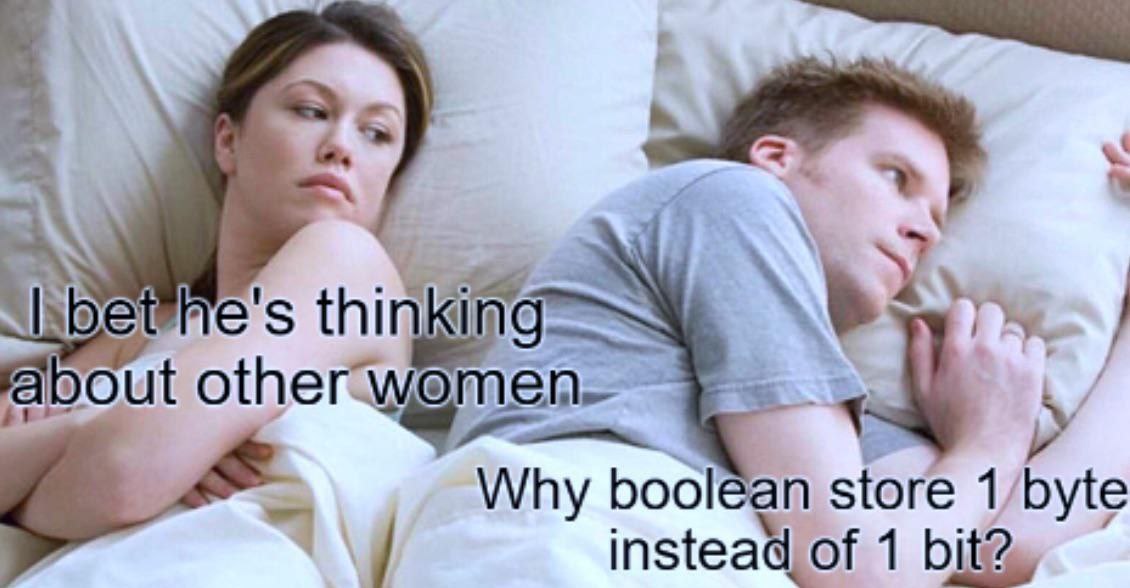 I bet he's thinking
about other women
Why boolean store 1 byte
instead of 1 bit?